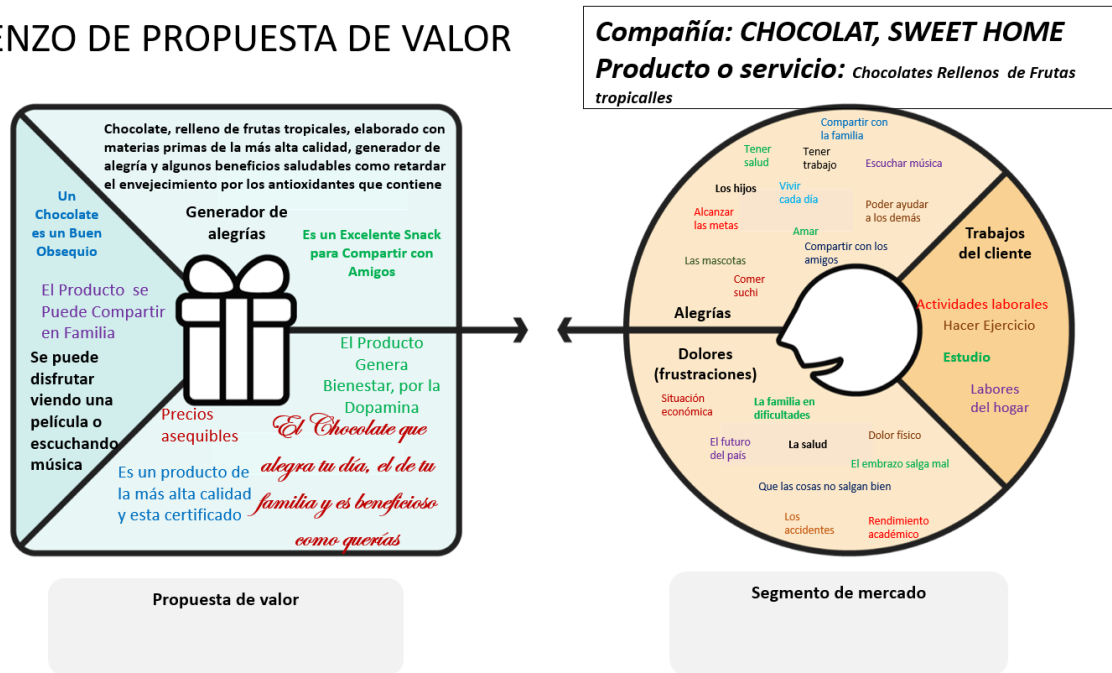 ENZO DE PROPUESTA DE VALOR
Compañía: CHOCOLAT, SWEET HOME
Producto o servicio: Chocolates Rellenos de Frutas
tropicalles
Chocolate, relleno de frutas tropicales, elaborado con
materias primas de la más alta calidad, generador de
alegría y algunos beneficios saludables como retardar
el envejecimiento por los antioxidantes que contiene
Un
Chocolate
es un Buen
Obsequio
Generador de
alegrías
Es un Excelente Snack
para Compartir con
Amigos
El Producto se
Puede Compartir
en Familia
Se puede
disfrutar
viendo una
película o
escuchando
música
El Producto
Genera
Bienestar, por la
Dopamina
Precios
asequibles
El Chocolate que
alegra tu día, el de tu
familia y es beneficioso
como querías
Es un producto de
la más alta calidad
y esta certificado
Propuesta de valor
Compartir con
la familia
Tener
salud
Tener
trabajo
Escuchar música
Los hijos
Vivir
cada día
Alcanzar
las metas
Poder ayudar
a los demás
Amar
Compartir con los
amigos
Las mascotas
Comer
suchi
Alegrías
Trabajos
del cliente
Actividades laborales
Hacer Ejercicio
Estudio
Labores
del hogar
Dolores
(frustraciones)
Situación
económica
La familia en
dificultades
El futuro
del país
La salud
Dolor físico
El embrazo salga mal
Que las cosas no salgan bien
Los
accidentes
Rendimiento
académico
Segmento de mercado